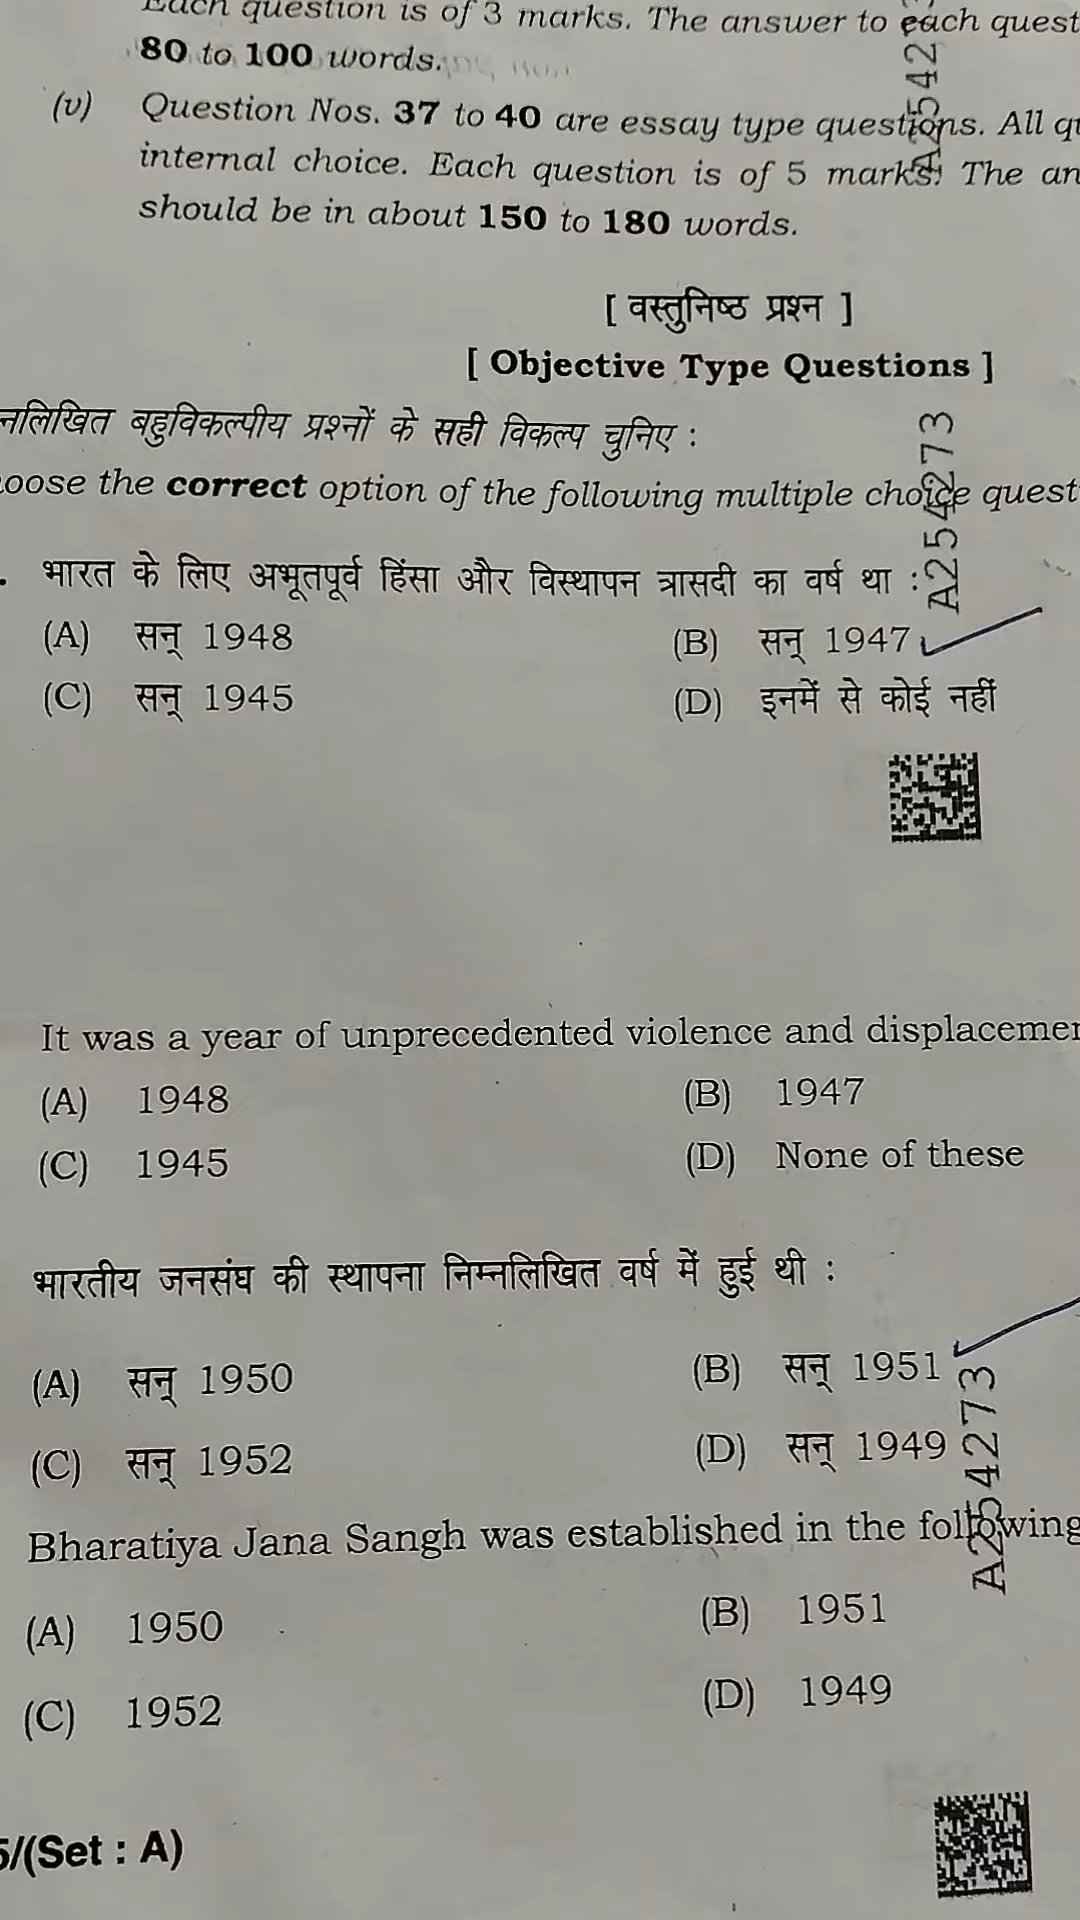 Each question is of 3 marks. The answer to each quest
80 to 100 words.
(v) Question Nos. 37 to 40 are essay type questions. All
internal choice. Each question is of 5 marks. The an
should be in about 150 to 180 words.
[ वस्तुनिष्ठ प्रश्न ]
[ Objective Type Questions ]
नलिखित बहुविकल्पीय प्रश्नों के सही विकल्प चुनिए :
oose the correct option of the following multiple choice quest
. भारत के लिए अभूतपूर्व हिंसा और विस्थापन त्रासदी का वर्ष था :
(A) सन् 1948 (B) सन् 1947
(C) सन् 1945 (D) इनमें से कोई नहीं
A2542273
It was a year of unprecedented violence and displacemen
(A) 1948 (B) 1947
(C) 1945 (D) None of these
भारतीय जनसंघ की स्थापना निम्नलिखित वर्ष में हुई थी :
(A) सन् 1950 (B) सन् 1951
(C) सन् 1952 (D) सन् 1949
Bharatiya Jana Sangh was established in the following
(A) 1950 (B) 1951
(C) 1952 (D) 1949
5/(Set : A)